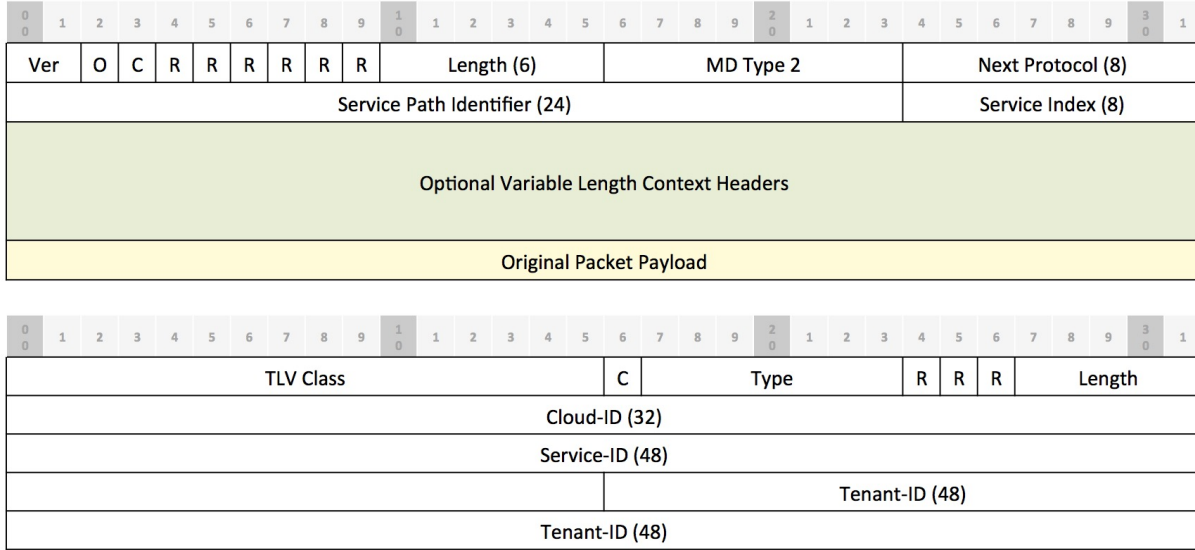 0 0 1 2 3 4 5 6 7 8 9 1 0 1 2 3 4 5 6 7 8 9 2 0 1 2 3 4 5 6 7 8 9 3 0 1
Ver O C R R R R R R Length (6) MD Type 2 Next Protocol (8)
Service Path Identifier (24) Service Index (8)
Optional Variable Length Context Headers
Original Packet Payload
0 0 1 2 3 4 5 6 7 8 9 1 0 1 2 3 4 5 6 7 8 9 2 0 1 2 3 4 5 6 7 8 9 3 0 1
TLV Class C Type R R R Length
Cloud-ID (32)
Service-ID (48)
Tenant-ID (48)
Tenant-ID (48)